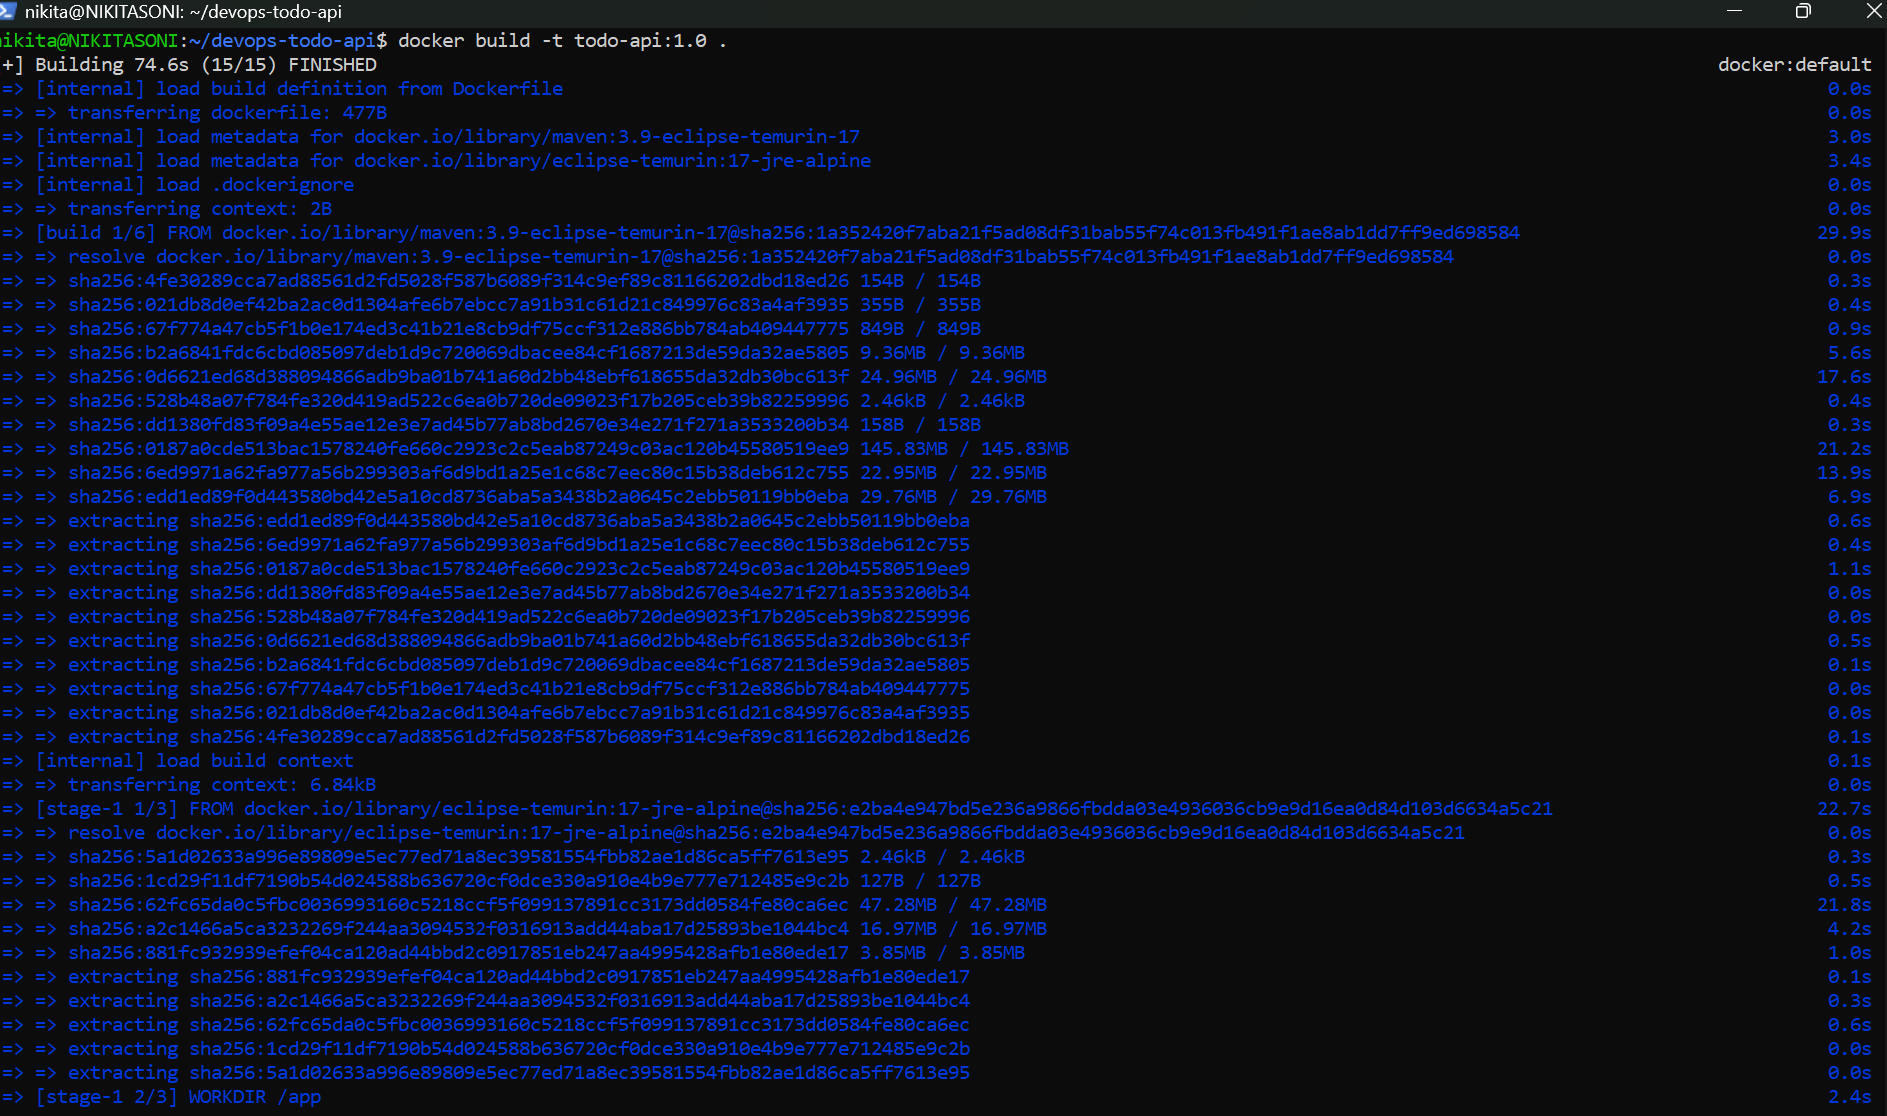 nikita@NIKITASONI: ~/devops-todo-api
nikita@NIKITASONI:~/devops-todo-api$ docker build -t todo-api:1.0 .
+] Building 74.6s (15/15) FINISHED docker:default
=> [internal] load build definition from Dockerfile 0.0s
=> => transferring dockerfile: 477B 0.0s
=> [internal] load metadata for docker.io/library/maven:3.9-eclipse-temurin-17 3.0s
=> [internal] load metadata for docker.io/library/eclipse-temurin:17-jre-alpine 3.4s
=> [internal] load .dockerignore 0.0s
=> => transferring context: 2B 0.0s
=> [build 1/6] FROM docker.io/library/maven:3.9-eclipse-temurin-17@sha256:1a352420f7aba21f5ad08df31bab55f74c013fb491f1ae8ab1dd7ff9ed698584 29.9s
=> => resolve docker.io/library/maven:3.9-eclipse-temurin-17@sha256:1a352420f7aba21f5ad08df31bab55f74c013fb491f1ae8ab1dd7ff9ed698584 0.0s
=> => sha256:4fe30289cca7ad88561d2fd5028f587b6089f314c9ef89c81166202dbd18ed26 154B / 154B 0.3s
=> => sha256:021db8d0ef42ba2ac0d1304afe6b7ebcc7a91b31c61d21c849976c83a4af3935 355B / 355B 0.4s
=> => sha256:67f774a47cb5f1b0e174ed3c41b21e8cb9df75ccf312e886bb784ab409447775 849B / 849B 0.9s
=> => sha256:b2a6841fdc6cbd085097deb1d9c720069dbacee84cf1687213de59da32ae5805 9.36MB / 9.36MB 5.6s
=> => sha256:0d6621ed68d388094866adb9ba01b741a60d2bb48ebf618655da32db30bc613f 24.96MB / 24.96MB 17.6s
=> => sha256:528b48a07f784fe320d419ad522c6ea0b720de09023f17b205ceb39b82259996 2.46kB / 2.46kB 0.4s
=> => sha256:dd1380fd83f09a4e55ae12e3e7ad45b77ab8bd2670e34e271f271a3533200b34 158B / 158B 0.3s
=> => sha256:0187a0cde513bac1578240fe660c2923c2c5eab87249c03ac120b45580519ee9 145.83MB / 145.83MB 21.2s
=> => sha256:6ed9971a62fa977a56b299303af6d9bd1a25e1c68c7eec80c15b38deb612c755 22.95MB / 22.95MB 13.9s
=> => sha256:edd1ed89f0d443580bd42e5a10cd8736aba5a3438b2a0645c2ebb50119bb0eba 29.76MB / 29.76MB 6.9s
=> => extracting sha256:edd1ed89f0d443580bd42e5a10cd8736aba5a3438b2a0645c2ebb50119bb0eba 0.6s
=> => extracting sha256:6ed9971a62fa977a56b299303af6d9bd1a25e1c68c7eec80c15b38deb612c755 0.4s
=> => extracting sha256:0187a0cde513bac1578240fe660c2923c2c5eab87249c03ac120b45580519ee9 1.1s
=> => extracting sha256:dd1380fd83f09a4e55ae12e3e7ad45b77ab8bd2670e34e271f271a3533200b34 0.0s
=> => extracting sha256:528b48a07f784fe320d419ad522c6ea0b720de09023f17b205ceb39b82259996 0.0s
=> => extracting sha256:0d6621ed68d388094866adb9ba01b741a60d2bb48ebf618655da32db30bc613f 0.5s
=> => extracting sha256:b2a6841fdc6cbd085097deb1d9c720069dbacee84cf1687213de59da32ae5805 0.1s
=> => extracting sha256:67f774a47cb5f1b0e174ed3c41b21e8cb9df75ccf312e886bb784ab409447775 0.0s
=> => extracting sha256:021db8d0ef42ba2ac0d1304afe6b7ebcc7a91b31c61d21c849976c83a4af3935 0.0s
=> => extracting sha256:4fe30289cca7ad88561d2fd5028f587b6089f314c9ef89c81166202dbd18ed26 0.1s
=> [internal] load build context 0.1s
=> => transferring context: 6.84kB 0.0s
=> [stage-1 1/3] FROM docker.io/library/eclipse-temurin:17-jre-alpine@sha256:e2ba4e947bd5e236a9866fbdda03e4936036cb9e9d16ea0d84d103d6634a5c21 22.7s
=> => resolve docker.io/library/eclipse-temurin:17-jre-alpine@sha256:e2ba4e947bd5e236a9866fbdda03e4936036cb9e9d16ea0d84d103d6634a5c21 0.0s
=> => sha256:5a1d02633a996e89809e5ec77ed71a8ec39581554fbb82ae1d86ca5ff7613e95 2.46kB / 2.46kB 0.3s
=> => sha256:1cd29f11df7190b54d024588b636720cf0dce330a910e4b9e777e712485e9c2b 127B / 127B 0.5s
=> => sha256:62fc65da0c5fbc0036993160c5218ccf5f099137891cc3173dd0584fe80ca6ec 47.28MB / 47.28MB 21.8s
=> => sha256:a2c1466a5ca3232269f244aa3094532f0316913add44aba17d25893be1044bc4 16.97MB / 16.97MB 4.2s
=> => sha256:881fc932939efef04ca120ad44bbd2c0917851eb247aa4995428afb1e80ede17 3.85MB / 3.85MB 1.0s
=> => extracting sha256:881fc932939efef04ca120ad44bbd2c0917851eb247aa4995428afb1e80ede17 0.1s
=> => extracting sha256:a2c1466a5ca3232269f244aa3094532f0316913add44aba17d25893be1044bc4 0.3s
=> => extracting sha256:62fc65da0c5fbc0036993160c5218ccf5f099137891cc3173dd0584fe80ca6ec 0.6s
=> => extracting sha256:1cd29f11df7190b54d024588b636720cf0dce330a910e4b9e777e712485e9c2b 0.0s
=> => extracting sha256:5a1d02633a996e89809e5ec77ed71a8ec39581554fbb82ae1d86ca5ff7613e95 0.0s
=> [stage-1 2/3] WORKDIR /app 2.4s